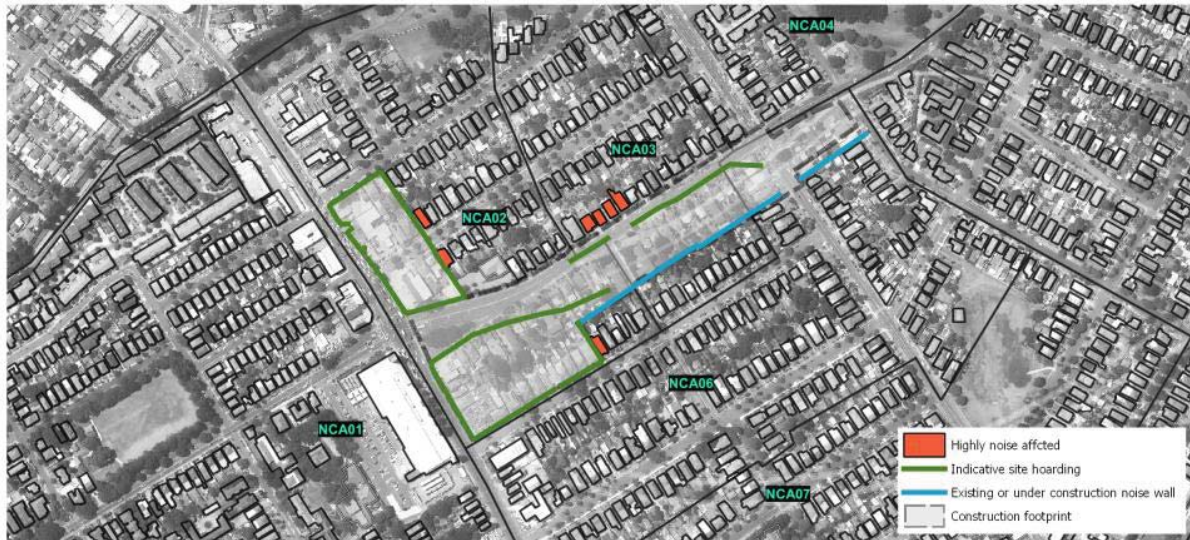 NCA04
NCA03
NCA02
NCA06
NCA01
NCA07
Highly noise affcted
Indicative site hoarding
Existing or under construction noise wall
Construction footprint